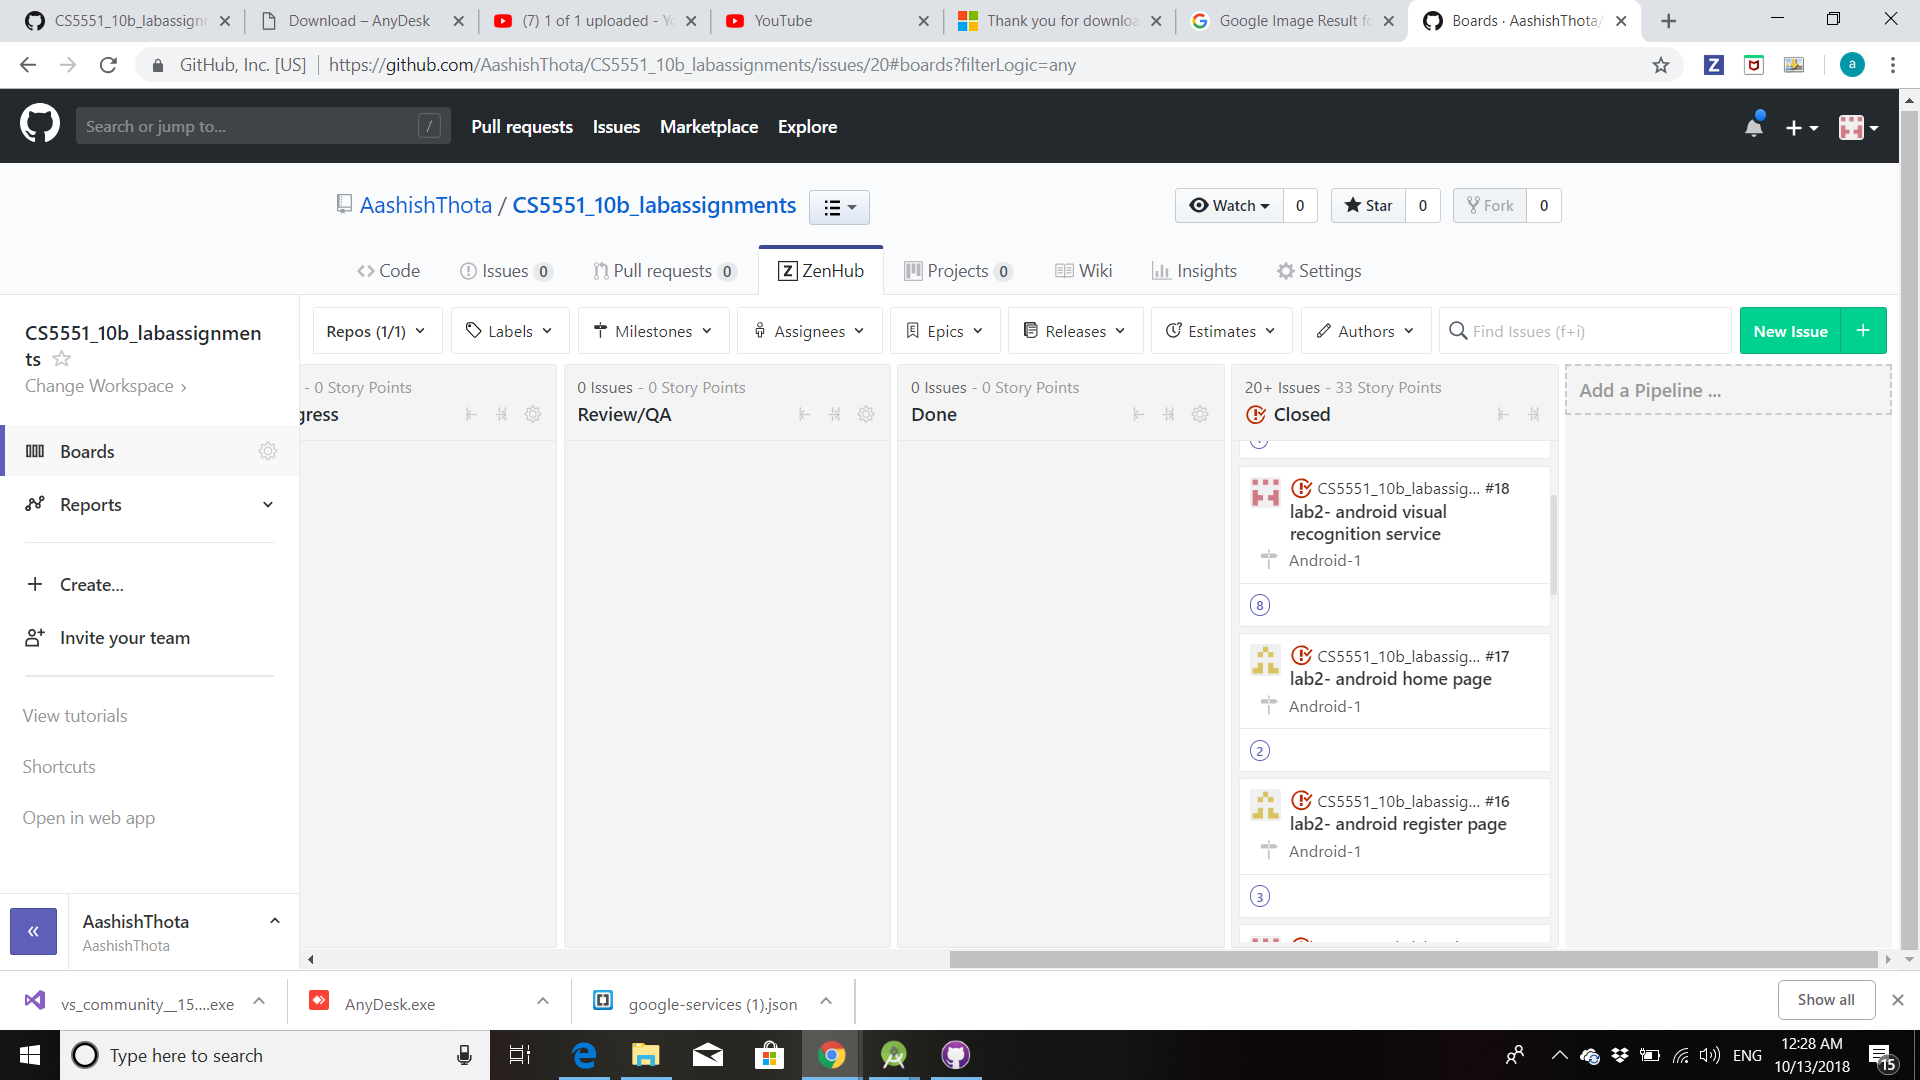 CS5551_10b_labassignm
Download – AnyDesk
(7) 1 of 1 uploaded - Yo
YouTube
Thank you for downloa
Google Image Result fo
Boards · AashishThota/
GitHub, Inc. [US]
https://github.com/AashishThota/CS5551_10b_labassignments/issues/20#boards?filterLogic=any
Z
a
Search or jump to...
/
Pull requests
Issues
Marketplace
Explore
AashishThota / CS5551_10b_labassignments
Watch 0
Star 0
Fork 0
Code
Issues 0
Pull requests 0
Z ZenHub
Projects 0
Wiki
Insights
Settings
CS5551_10b_labassignmen
ts
Change Workspace
Boards
Reports
Create...
Invite your team
View tutorials
Shortcuts
Open in web app
«
AashishThota
AashishThota
Repos (1/1)
Labels
Milestones
Assignees
Epics
Releases
Estimates
Authors
Find Issues (f+i)
New Issue +
- 0 Story Points
gress
0 Issues - 0 Story Points
Review/QA
0 Issues - 0 Story Points
Done
20+ Issues - 33 Story Points
Closed
CS5551_10b_labassig... #18
lab2- android visual
recognition service
Android-1
8
CS5551_10b_labassig... #17
lab2- android home page
Android-1
2
CS5551_10b_labassig... #16
lab2- android register page
Android-1
3
Add a Pipeline ...
vs_community__15....exe
AnyDesk.exe
google-services (1).json
Show all
Type here to search
ENG
12:28 AM
10/13/2018
15